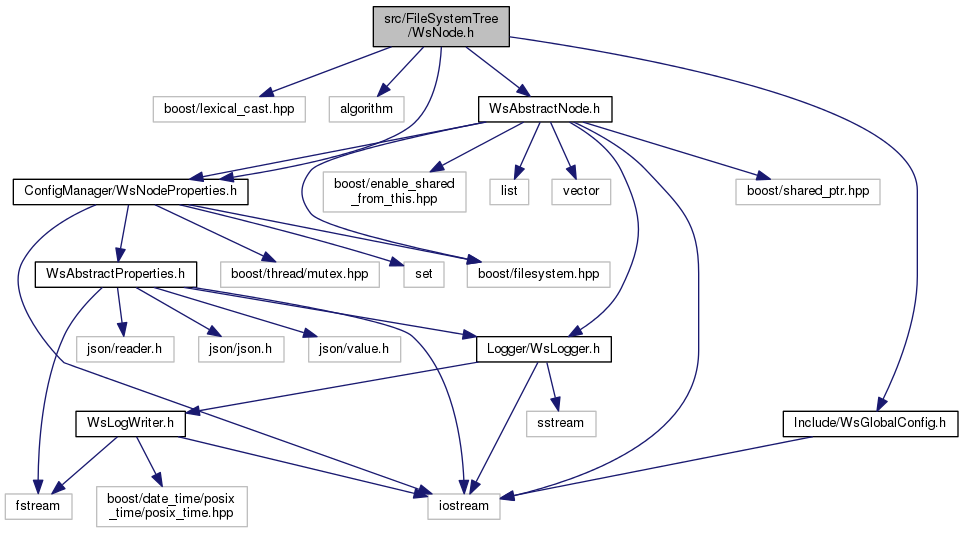 src/FileSystemTree
/WsNode.h
boost/lexical_cast.hpp
algorithm
WsAbstractNode.h
ConfigManager/WsNodeProperties.h
boost/enable_shared
_from_this.hpp
list
vector
boost/shared_ptr.hpp
WsAbstractProperties.h
boost/thread/mutex.hpp
set
boost/filesystem.hpp
json/reader.h
json/json.h
json/value.h
Logger/WsLogger.h
WsLogWriter.h
sstream
Include/WsGlobalConfig.h
fstream
boost/date_time/posix
_time/posix_time.hpp
iostream